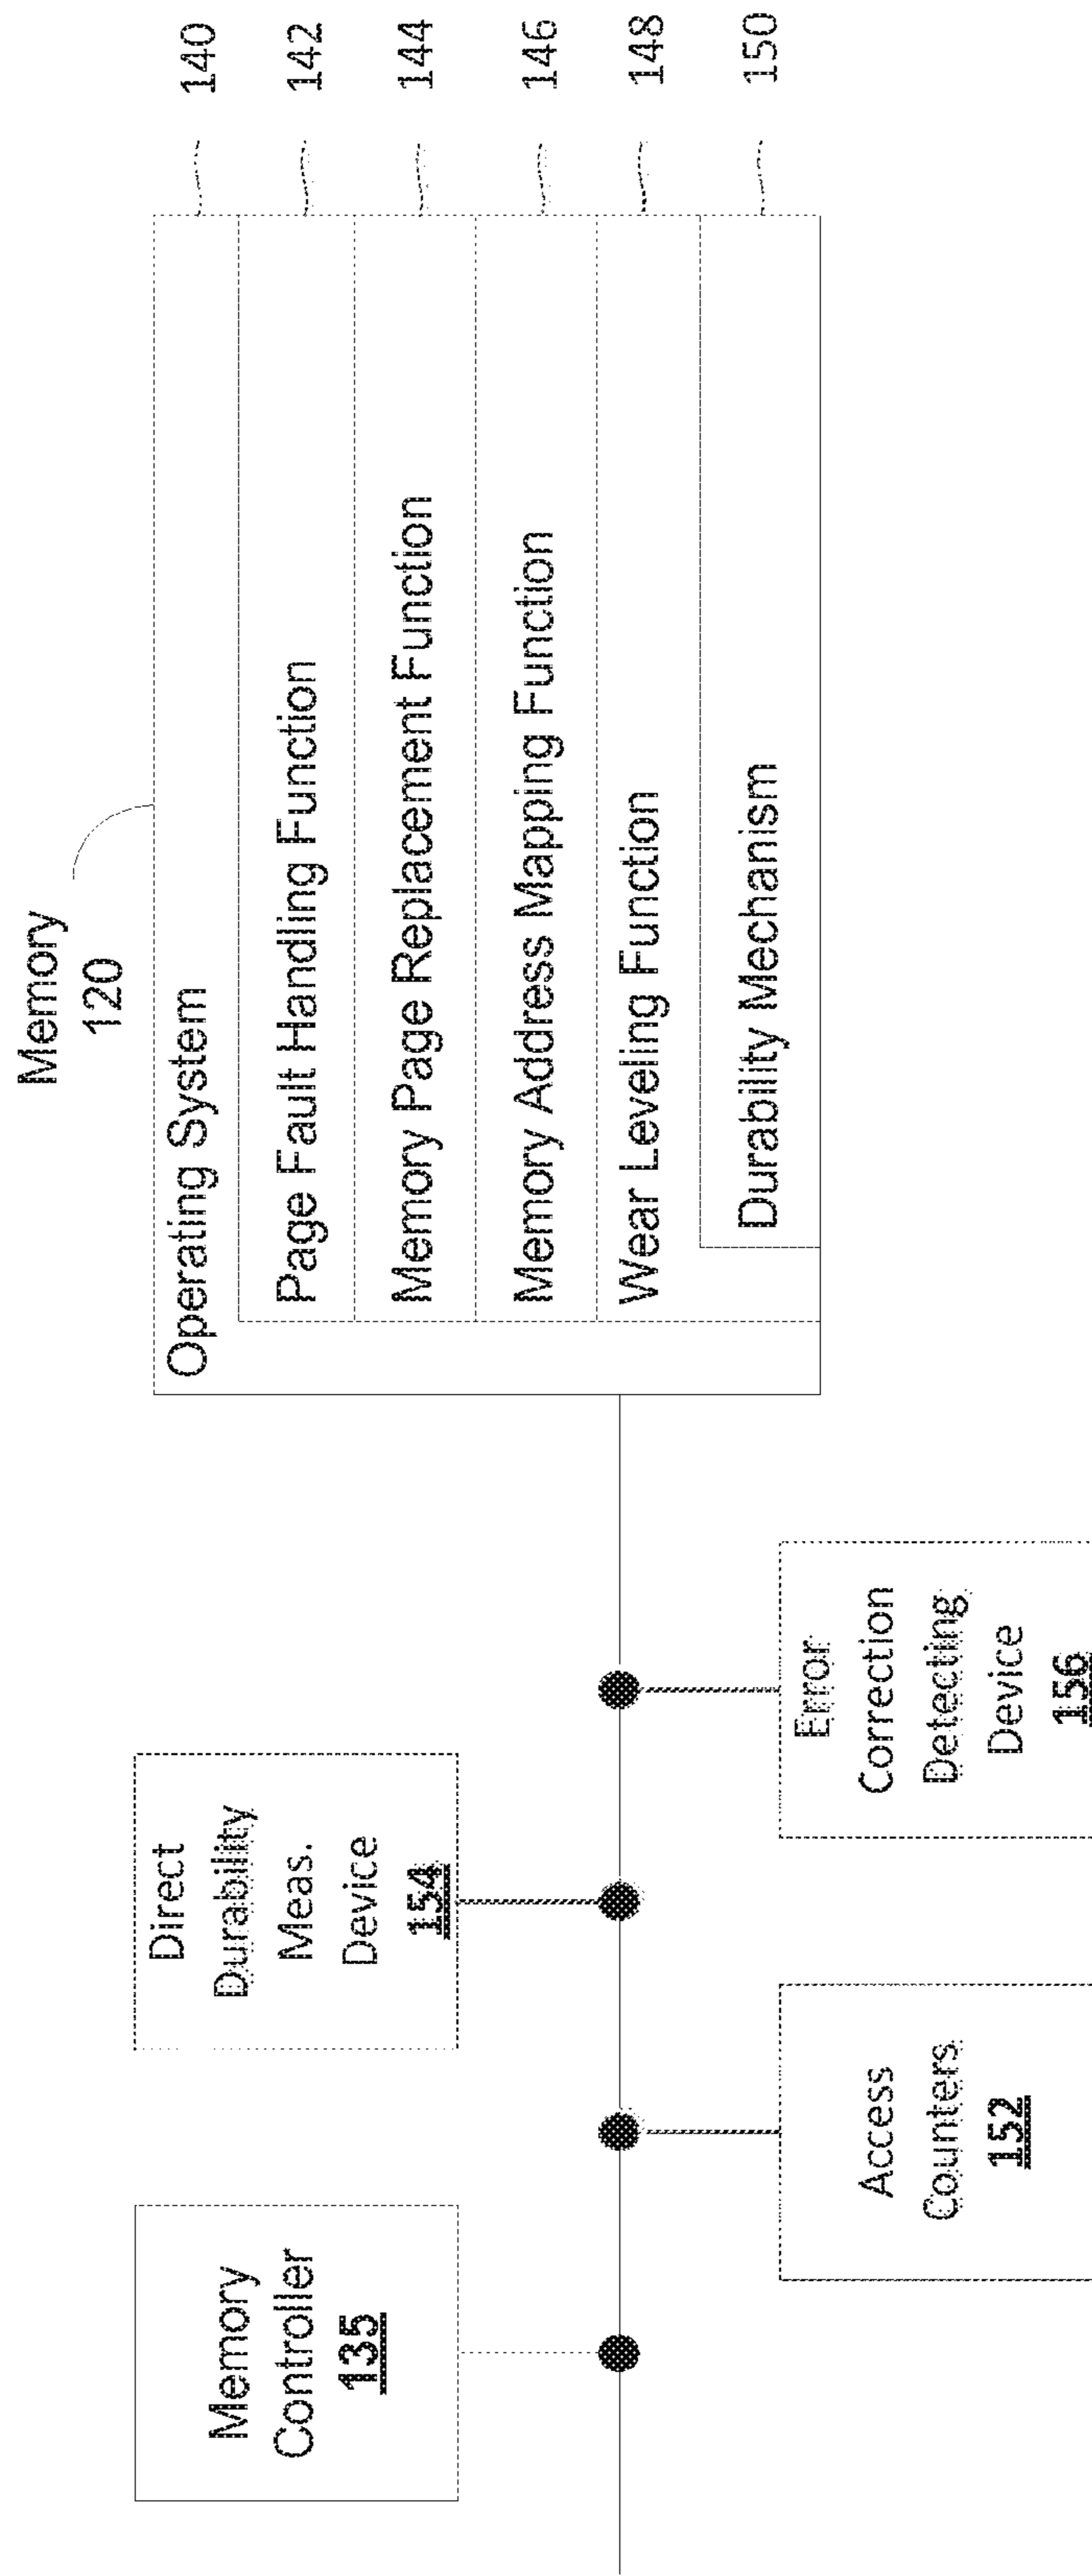 Memory
120
Operating System
140
Page Fault Handling Function
142
Memory Page Replacement Function
144
Memory Address Mapping Function
146
Wear Leveling Function
148
Durability Mechanism
150
Memory
Controller
135
Direct
Durability
Meas.
Device
154
Access
Counters
152
Error
Correction
Detecting
Device
156